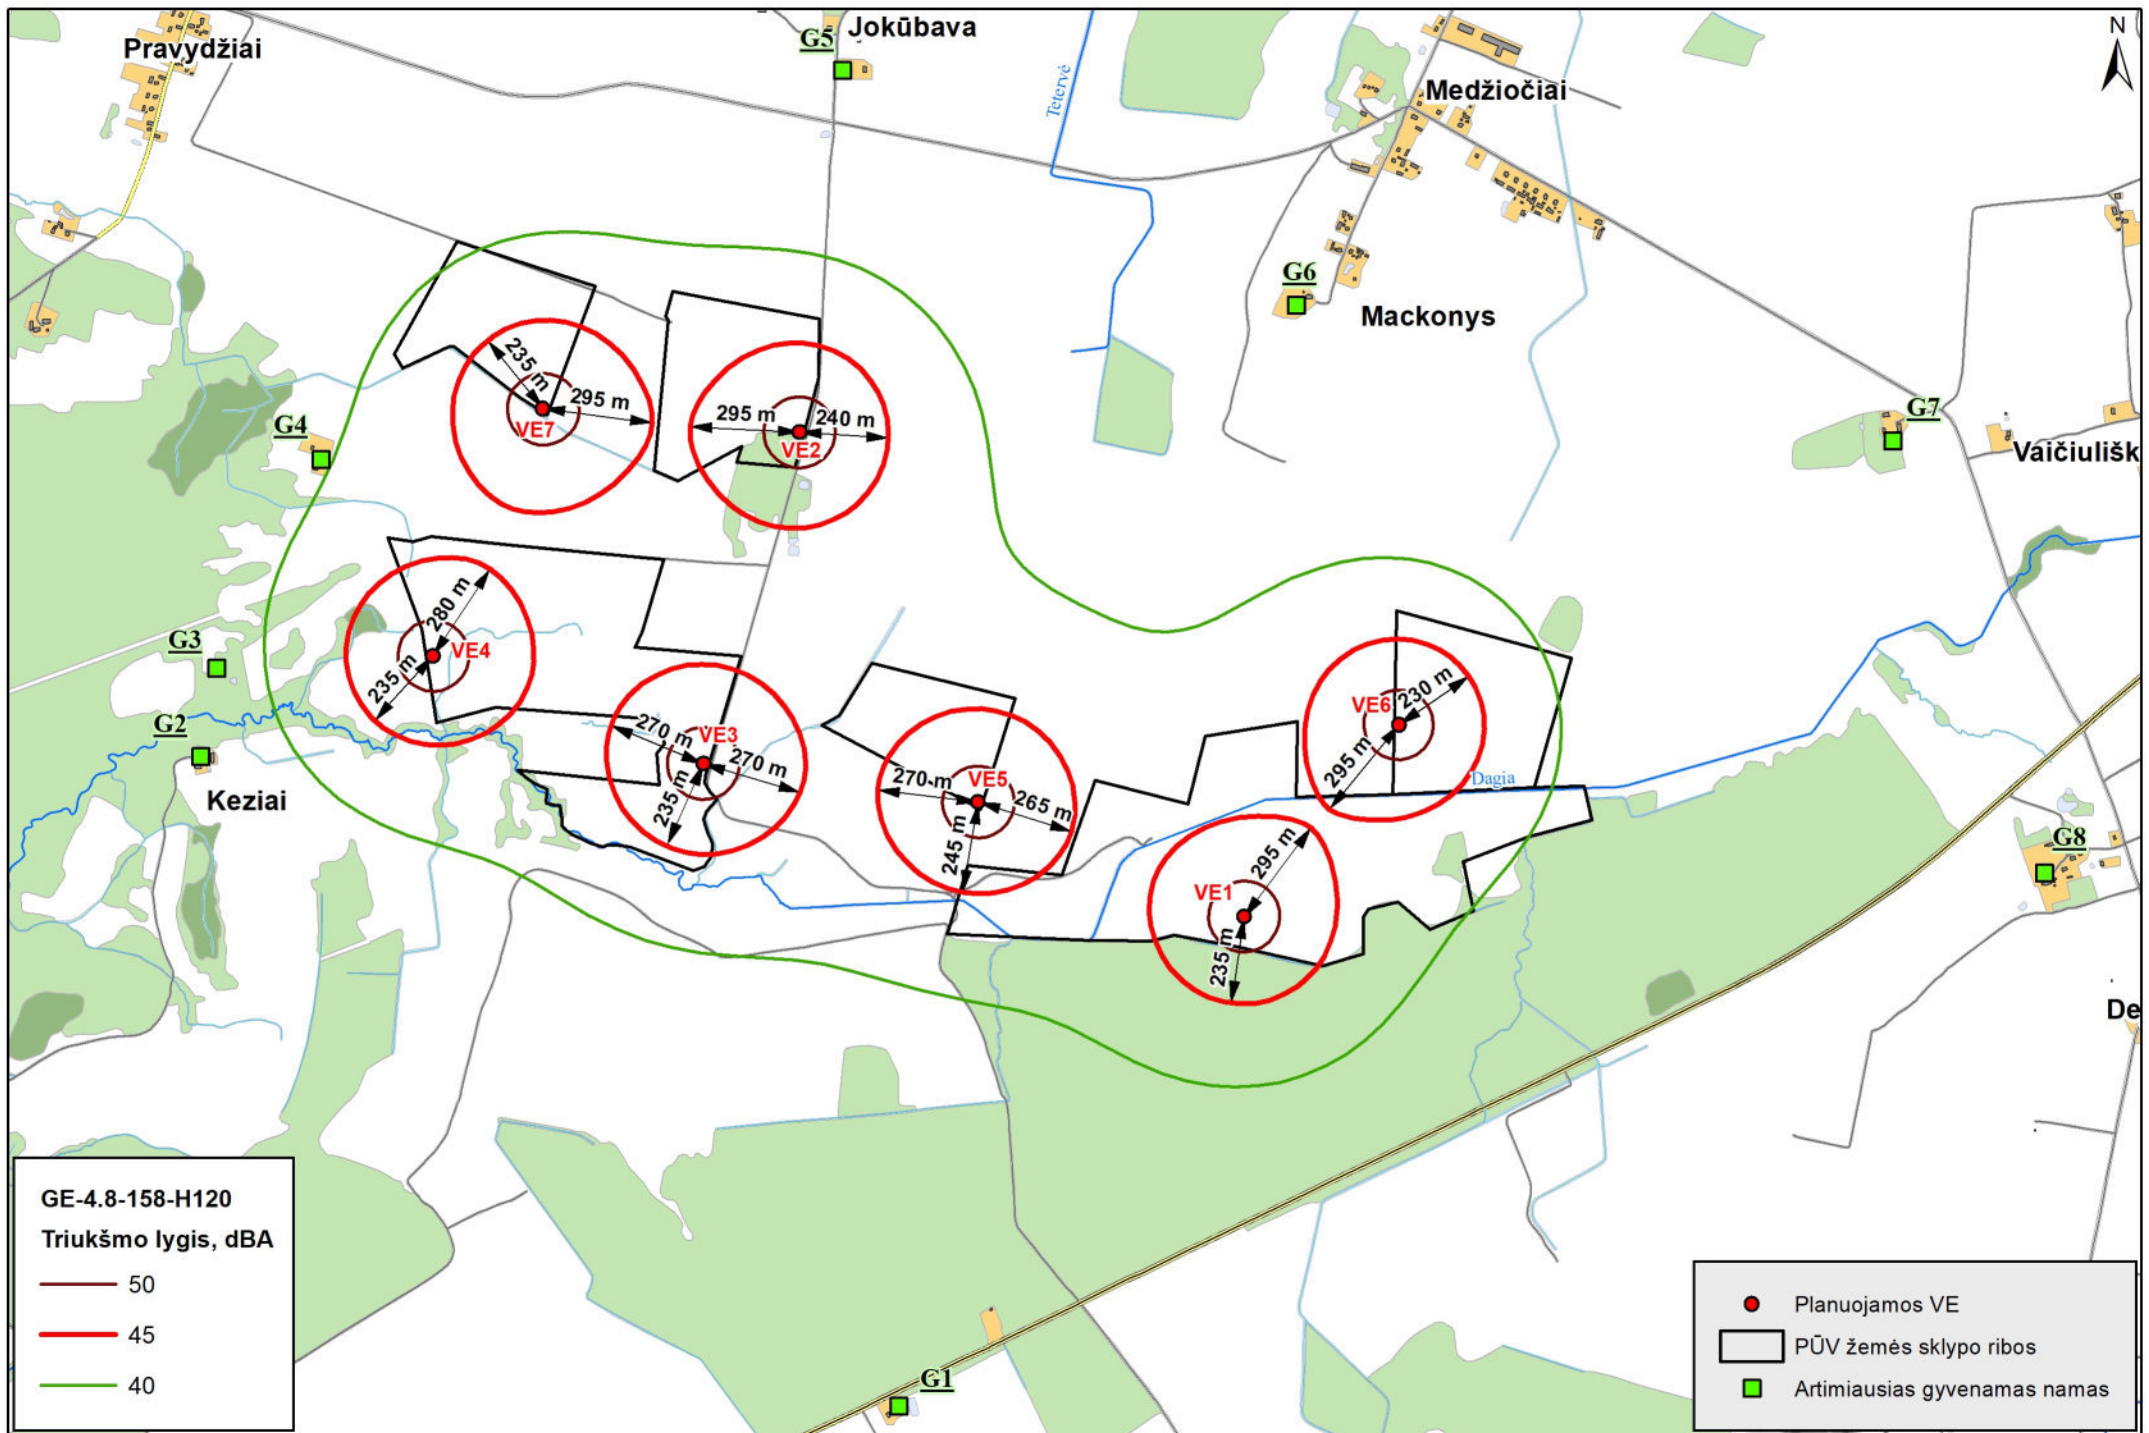 Pravydžiai
G5
Jokūbava
N
Tetervė
Medžiočiai
G6
Mackonys
235 m
295 m
VE7
295 m
240 m
VE2
G4
G7
Vaičiulišk
280 m
VE4
235 m
G3
G2
Keziai
270 m
VE3
270 m
235 m
270 m
VE5
265 m
245 m
VE6
230 m
295 m
Dagia
295 m
VE1
235 m
G8
De
GE-4.8-158-H120
Triukšmo lygis, dBA
50
45
40
G1
Planuojamos VE
PŪV žemės sklypo ribos
Artimiausias gyvenamas namas